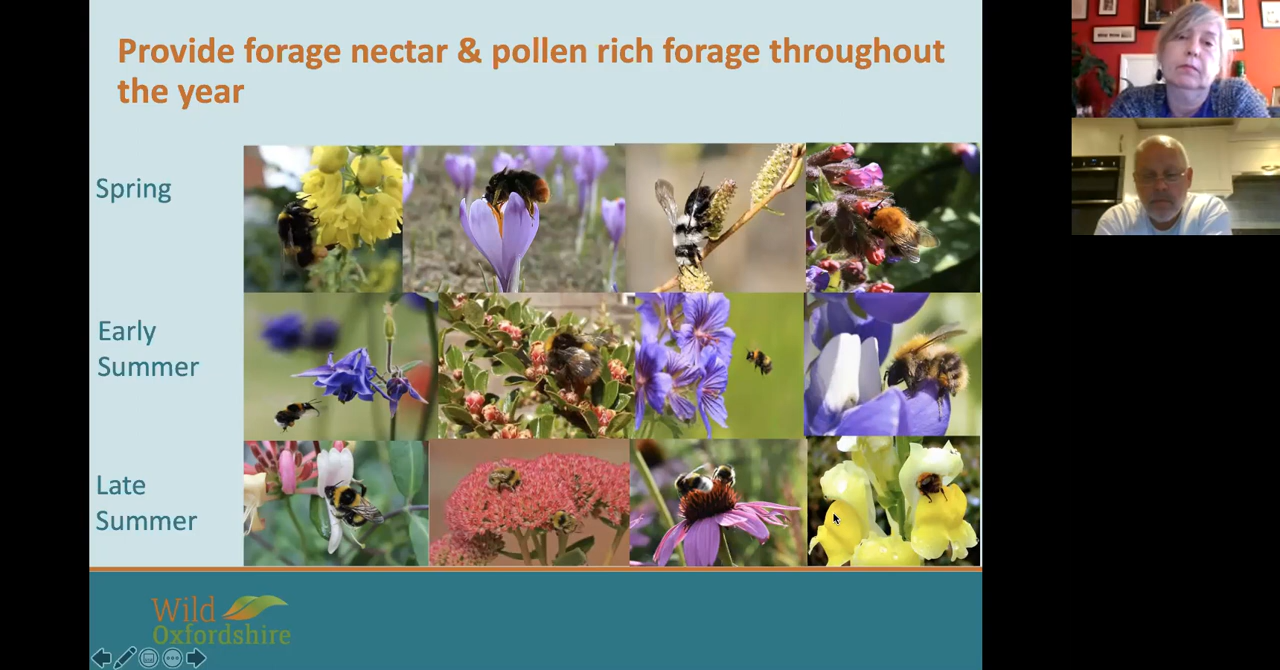 Provide forage nectar & pollen rich forage throughout
the year
Spring
Early
Summer
Late
Summer
Wild
Oxfordshire